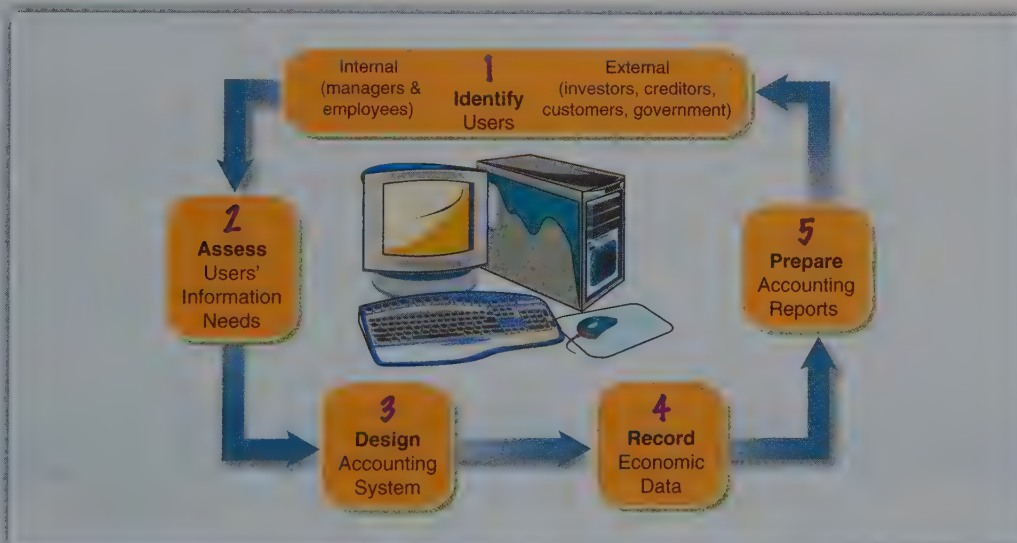 1
Identify
Users
Internal
(managers &
employees)
External
(investors, creditors,
customers, government)
2
Assess
Users'
Information
Needs
3
Design
Accounting
System
4
Record
Economic
Data
5
Prepare
Accounting
Reports